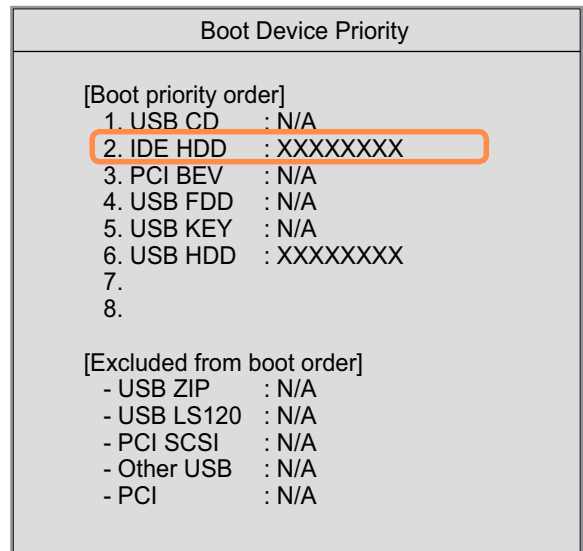 Boot Device Priority
[Boot priority order]
1. USB CD : N/A
2. IDE HDD : XXXXXXXX
3. PCI BEV : N/A
4. USB FDD : N/A
5. USB KEY : N/A
6. USB HDD : XXXXXXXX
7.
8.
[Excluded from boot order]
- USB ZIP : N/A
- USB LS120 : N/A
- PCI SCSI : N/A
- Other USB : N/A
- PCI : N/A